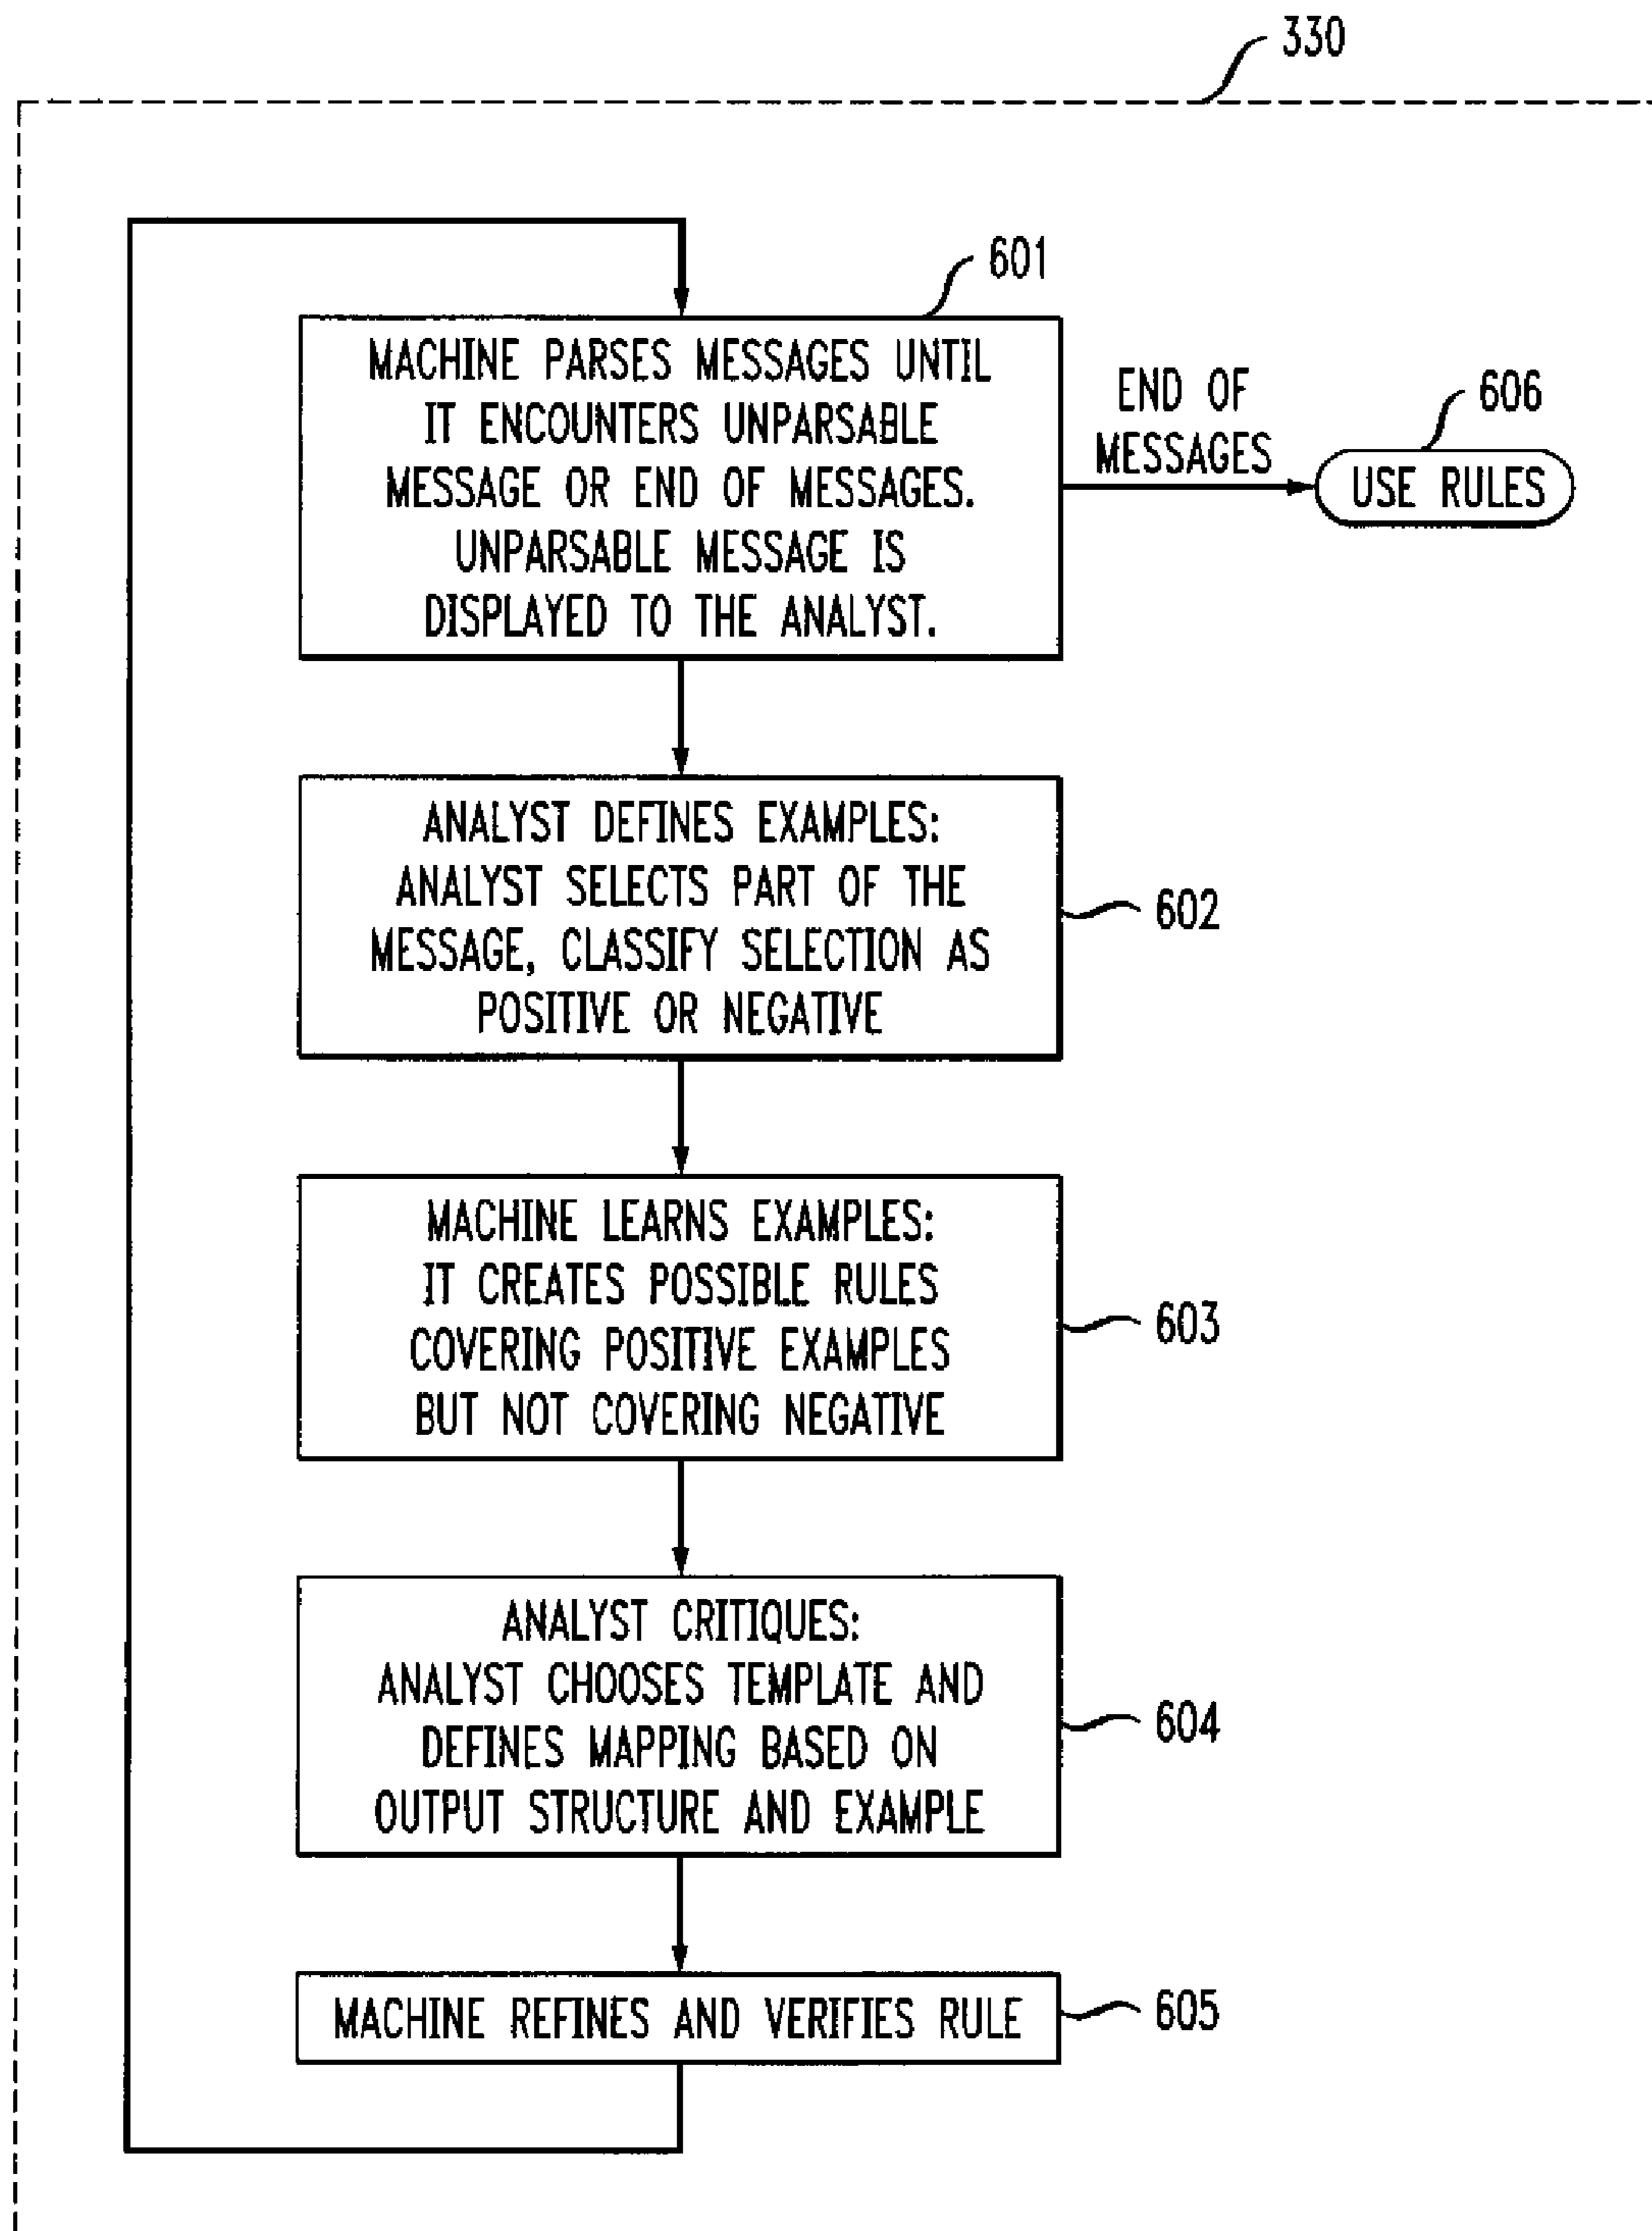 330
601
MACHINE PARSES MESSAGES UNTIL
IT ENCOUNTERS UNPARSABLE
MESSAGE OR END OF MESSAGES.
UNPARSABLE MESSAGE IS
DISPLAYED TO THE ANALYST.
END OF
MESSAGES
606
USE RULES
ANALYST DEFINES EXAMPLES:
ANALYST SELECTS PART OF THE
MESSAGE, CLASSIFY SELECTION AS
POSITIVE OR NEGATIVE
602
MACHINE LEARNS EXAMPLES:
IT CREATES POSSIBLE RULES
COVERING POSITIVE EXAMPLES
BUT NOT COVERING NEGATIVE
603
ANALYST CRITIQUES:
ANALYST CHOOSES TEMPLATE AND
DEFINES MAPPING BASED ON
OUTPUT STRUCTURE AND EXAMPLE
604
MACHINE REFINES AND VERIFIES RULE
605